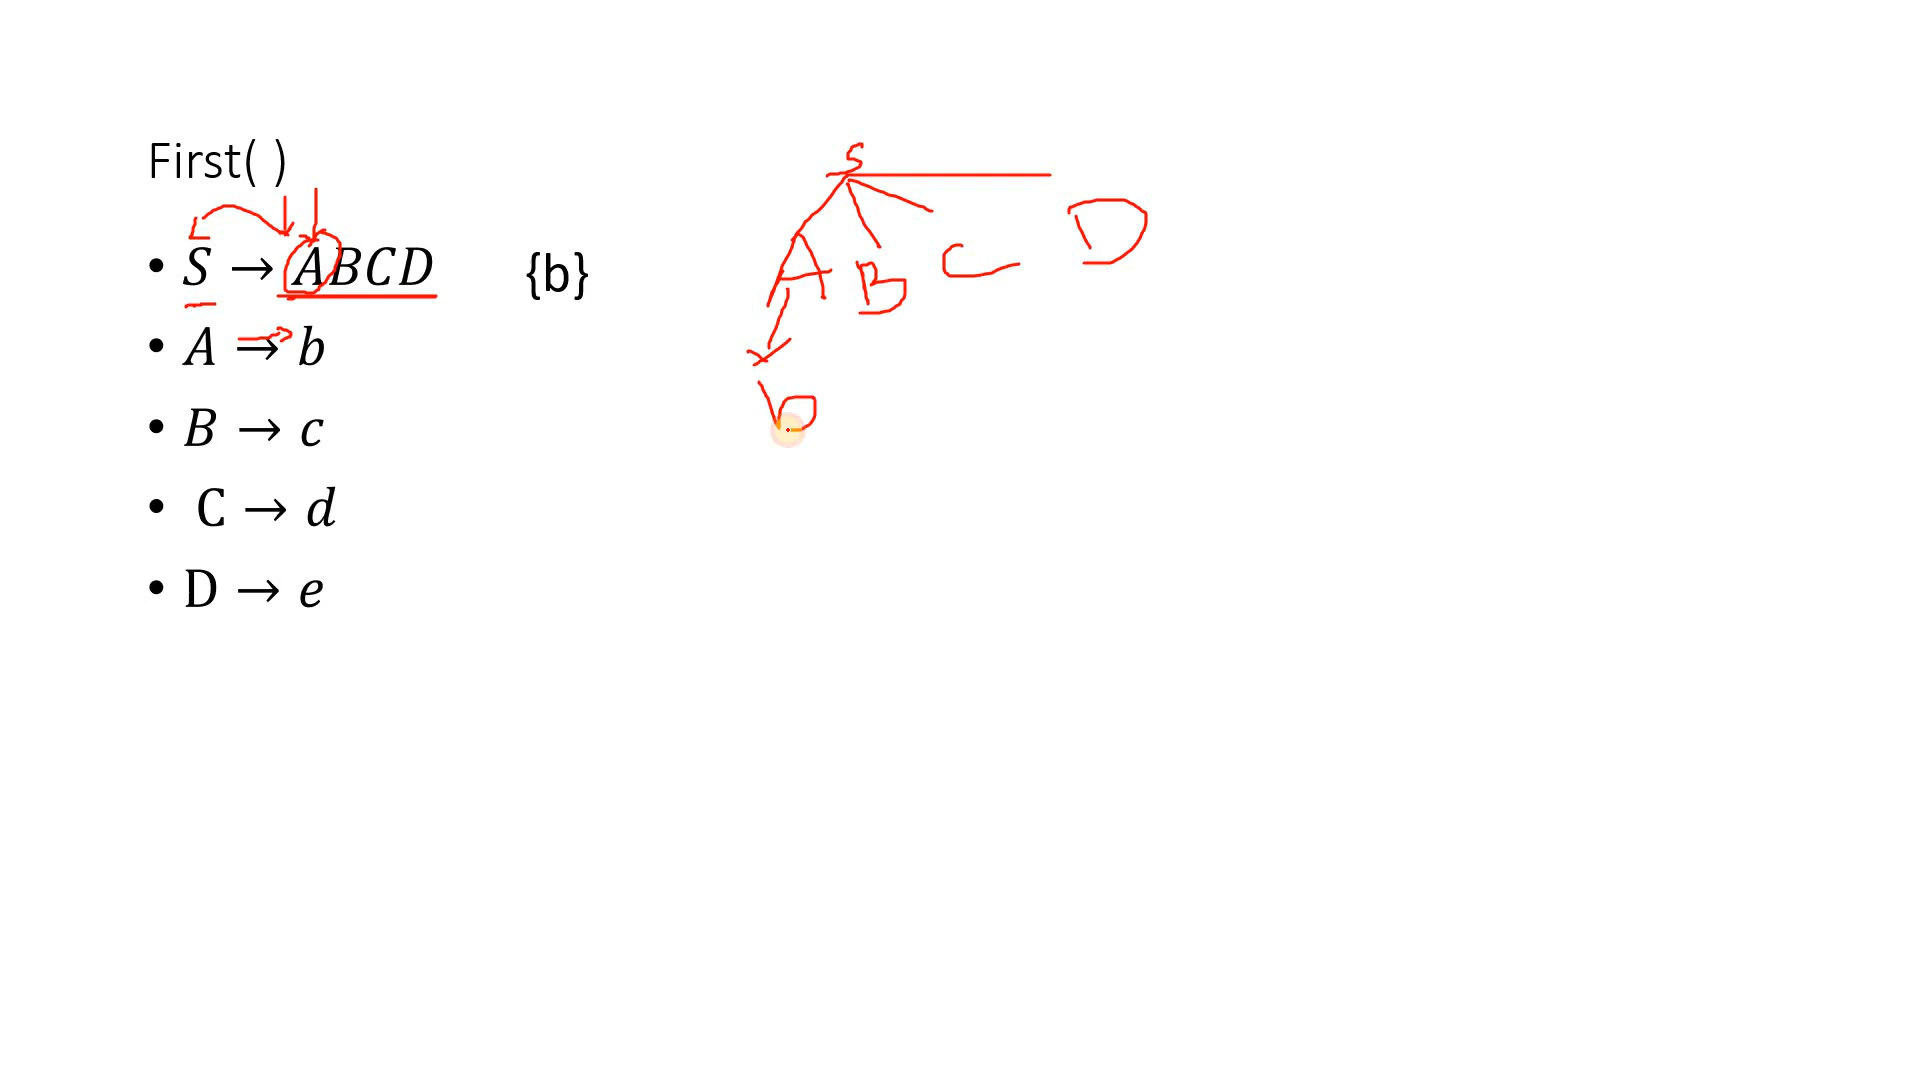 First( )
• S → ABCD {b}
• A → b
• B → c
• C → d
• D → e
S
A B C D
b